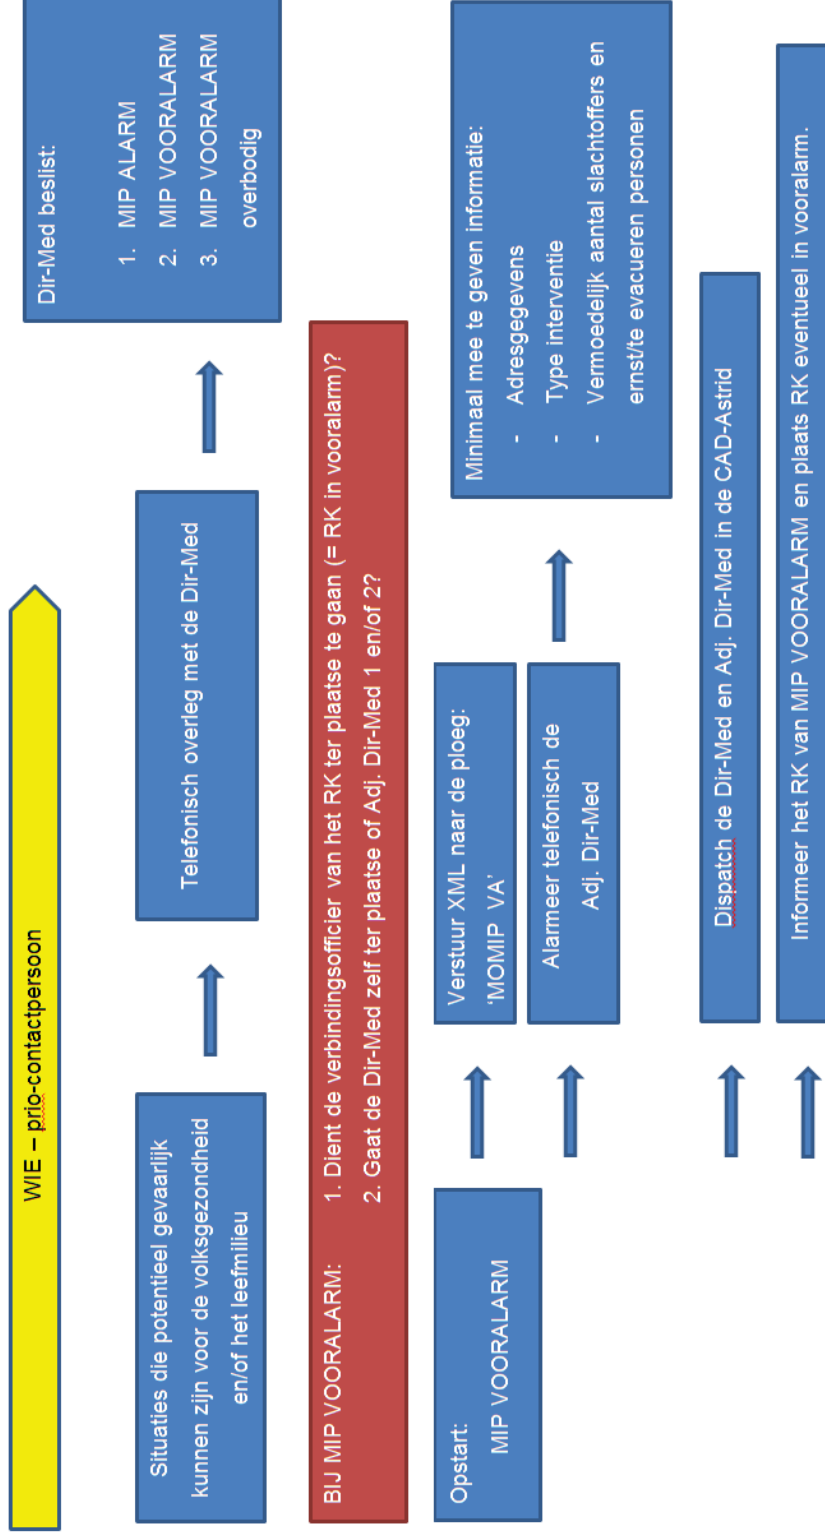 WIE – prio-contactpersoon
Situaties die potentieel gevaarlijk
kunnen zijn voor de volksgezondheid
en/of het leefmilieu
Telefonisch overleg met de Dir-Med
Dir-Med beslist:
1. MIP ALARM
2. MIP VOORALARM
3. MIP VOORALARM
overbodig
BIJ MIP VOORALARM: 1. Dient de verbindingsofficier van het RK ter plaatse te gaan (= RK in vooralarm)?
2. Gaat de Dir-Med zelf ter plaatse of Adj. Dir-Med 1 en/of 2?
Opstart:
MIP VOORALARM
Verstuur XML naar de ploeg:
‘MOMIP VA’
Alarmeer telefonisch de
Adj. Dir-Med
Minimaal mee te geven informatie:
- Adresgegevens
- Type interventie
- Vermoedelijk aantal slachtoffers en
ernst/te evacueren personen
Dispatch de Dir-Med en Adj. Dir-Med in de CAD-Astrid
Informeer het RK van MIP VOORALARM en plaats RK eventueel in vooralarm.